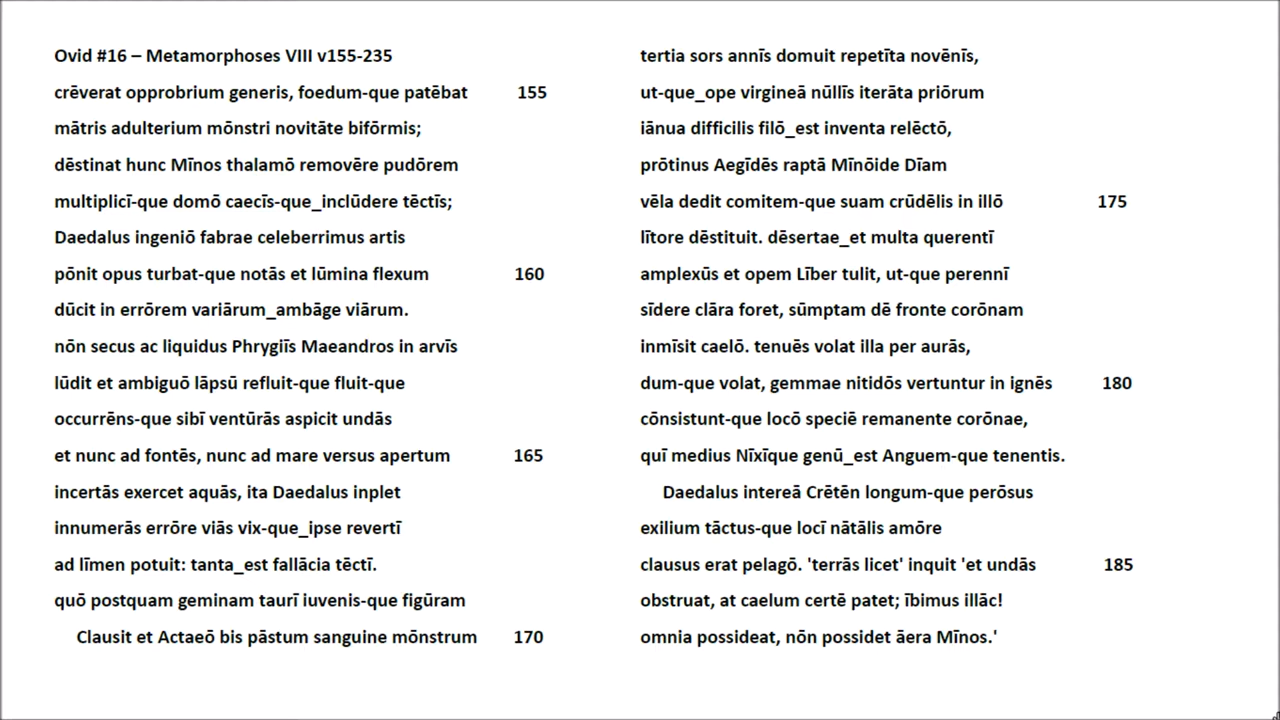 Ovid #16 – Metamorphoses VIII v155-235
crēverat opprobrium generis, foedum-que patēbat 155
mātris adulterium mōnstri novitāte bifōrmis;
dēstinat hunc Mīnos thalamō removēre pudōrem
multiplicī-que domō caecīs-que_inclūdere tēctīs;
Daedalus ingeniō fabrae celeberrimus artis
pōnit opus turbat-que notās et lūmina flexum 160
dūcit in errōrem variārum_ambāge viārum.
nōn secus ac liquidus Phrygiīs Maeandros in arvīs
lūdit et ambiguō lāpsū refluit-que fluit-que
occurrēns-que sibī ventūrās aspicit undās
et nunc ad fontēs, nunc ad mare versus apertum 165
incertās exercet aquās, ita Daedalus inplet
innumerās errōre viās vix-que_ipse revertī
ad līmen potuit: tanta_est fallācia tēctī.
quō postquam geminam taurī iuvenis-que figūram
Clausit et Actaeō bis pāstum sanguine mōnstrum 170
tertia sors annīs domuit repetīta novēnīs,
ut-que_ope virgineā nūllīs iterāta priōrum
iānua difficilis filō_est inventa relēctō,
prōtinus Aegīdēs raptā Mīnōide Dīam
vēla dedit comitem-que suam crūdēlis in illō 175
lītore dēstituit. dēsertae_et multa querentī
amplexūs et opem Līber tulit, ut-que perennī
sīdere clāra foret, sūmptam dē fronte corōnam
inmīsit caelō. tenuēs volat illa per aurās,
dum-que volat, gemmae nitidōs vertuntur in ignēs 180
cōnsistunt-que locō speciē remanente corōnae,
quī medius Nīxīque genū_est Anguem-que tenentis.
Daedalus intereā Crētēn longum-que perōsus
exilium tāctus-que locī nātālis amōre
clausus erat pelagō. 'terrās licet' inquit 'et undās 185
obstruat, at caelum certē patet; ībimus illāc!
omnia possideat, nōn possidet āera Mīnos.'